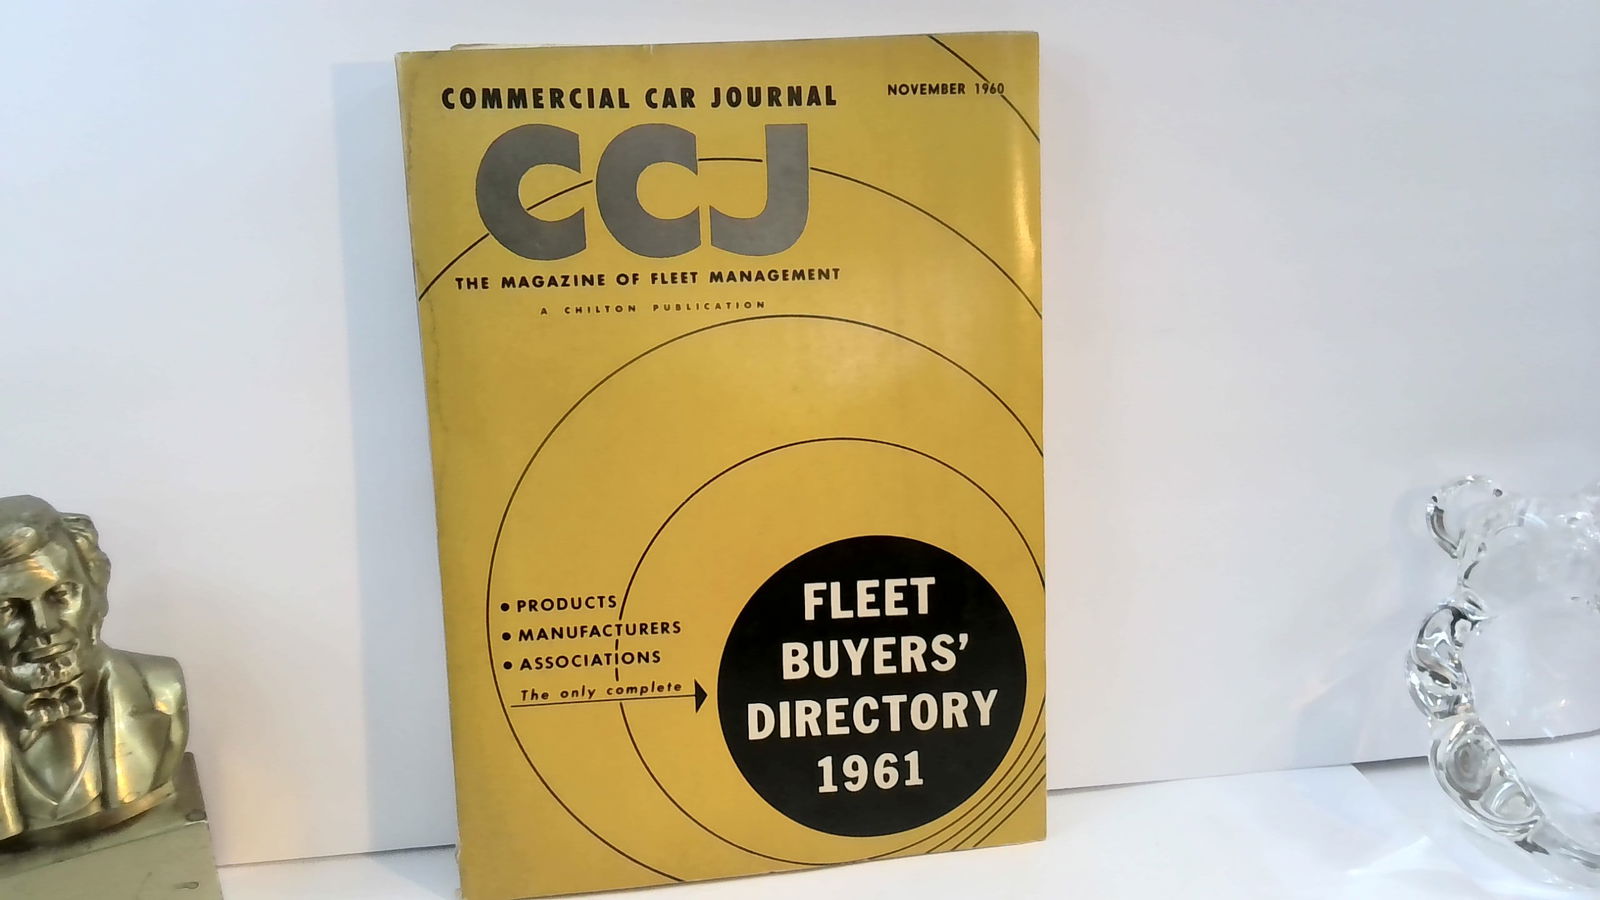 COMMERCIAL CAR JOURNAL
NOVEMBER 1960
CCJ
THE MAGAZINE OF FLEET MANAGEMENT
A CHILTON PUBLICATION
• PRODUCTS
• MANUFACTURERS
• ASSOCIATIONS
The only complete
FLEET
BUYERS'
DIRECTORY
1961